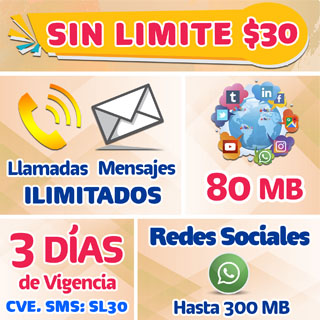 SIN LIMITE $30
Llamadas Mensajes
ILIMITADOS
80 MB
3 DÍAS
de Vigencia
CVE. SMS: SL30
Redes Sociales
Hasta 300 MB